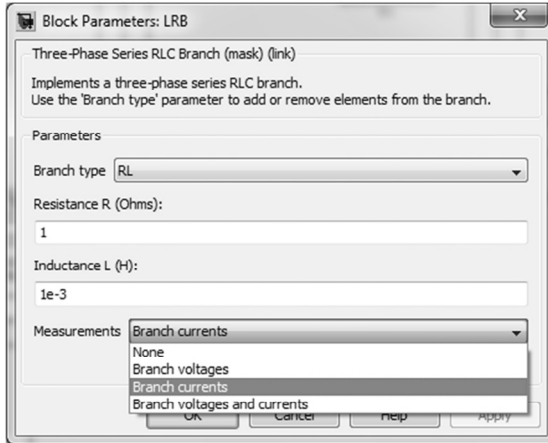 Block Parameters: LRB
Three-Phase Series RLC Branch (mask) (link)
Implements a three-phase series RLC branch.
Use the 'Branch type' parameter to add or remove elements from the branch.
Parameters
Branch type RL
Resistance R (Ohms):
1
Inductance L (H):
1e-3
Measurements Branch currents
None
Branch voltages
Branch currents
Branch voltages and currents
OK Cancel Help Apply